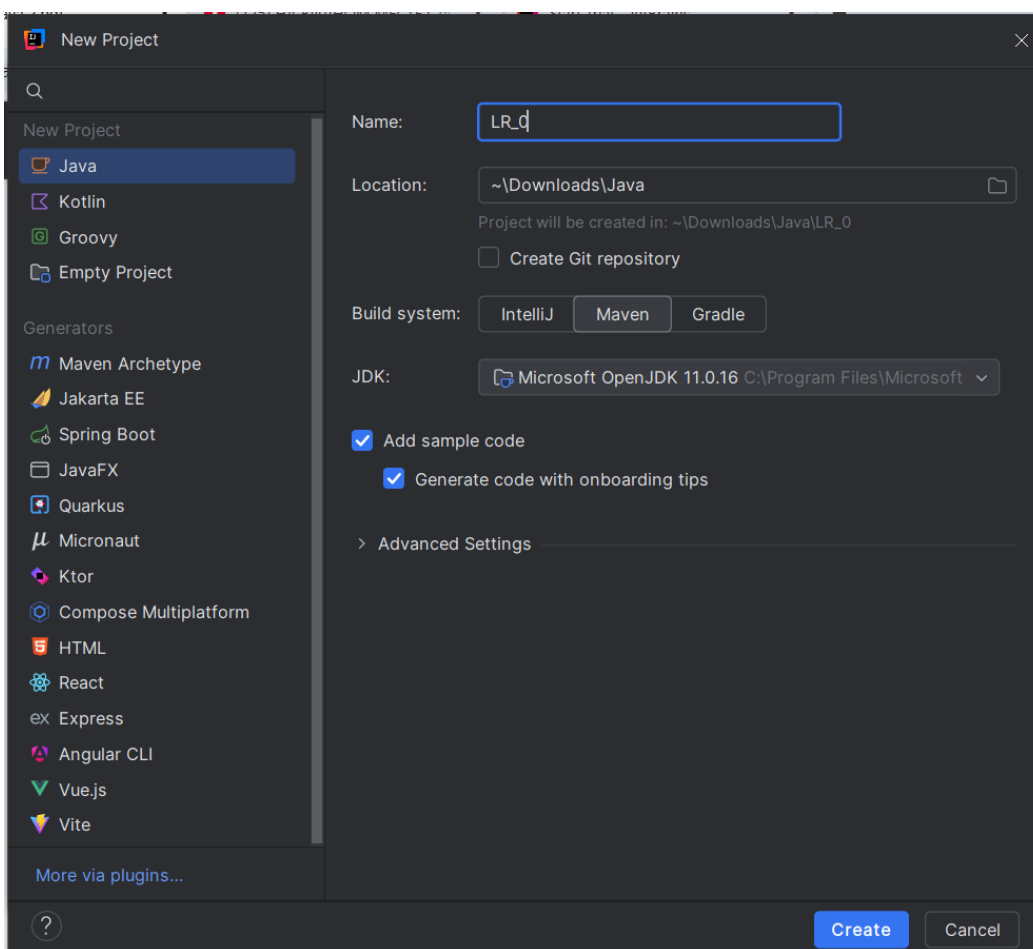 New Project
New Project
Java
Kotlin
Groovy
Empty Project
Generators
Maven Archetype
Jakarta EE
Spring Boot
JavaFX
Quarkus
Micronaut
Ktor
Compose Multiplatform
HTML
React
ex Express
Angular CLI
Vue.js
Vite
More via plugins...
Name: LR_0
Location: ~\Downloads\Java
Project will be created in: ~\Downloads\Java\LR_0
Create Git repository
Build system: IntelliJ Maven Gradle
JDK: Microsoft OpenJDK 11.0.16 C:\Program Files\Microsoft
Add sample code
Generate code with onboarding tips
Advanced Settings
? Create Cancel